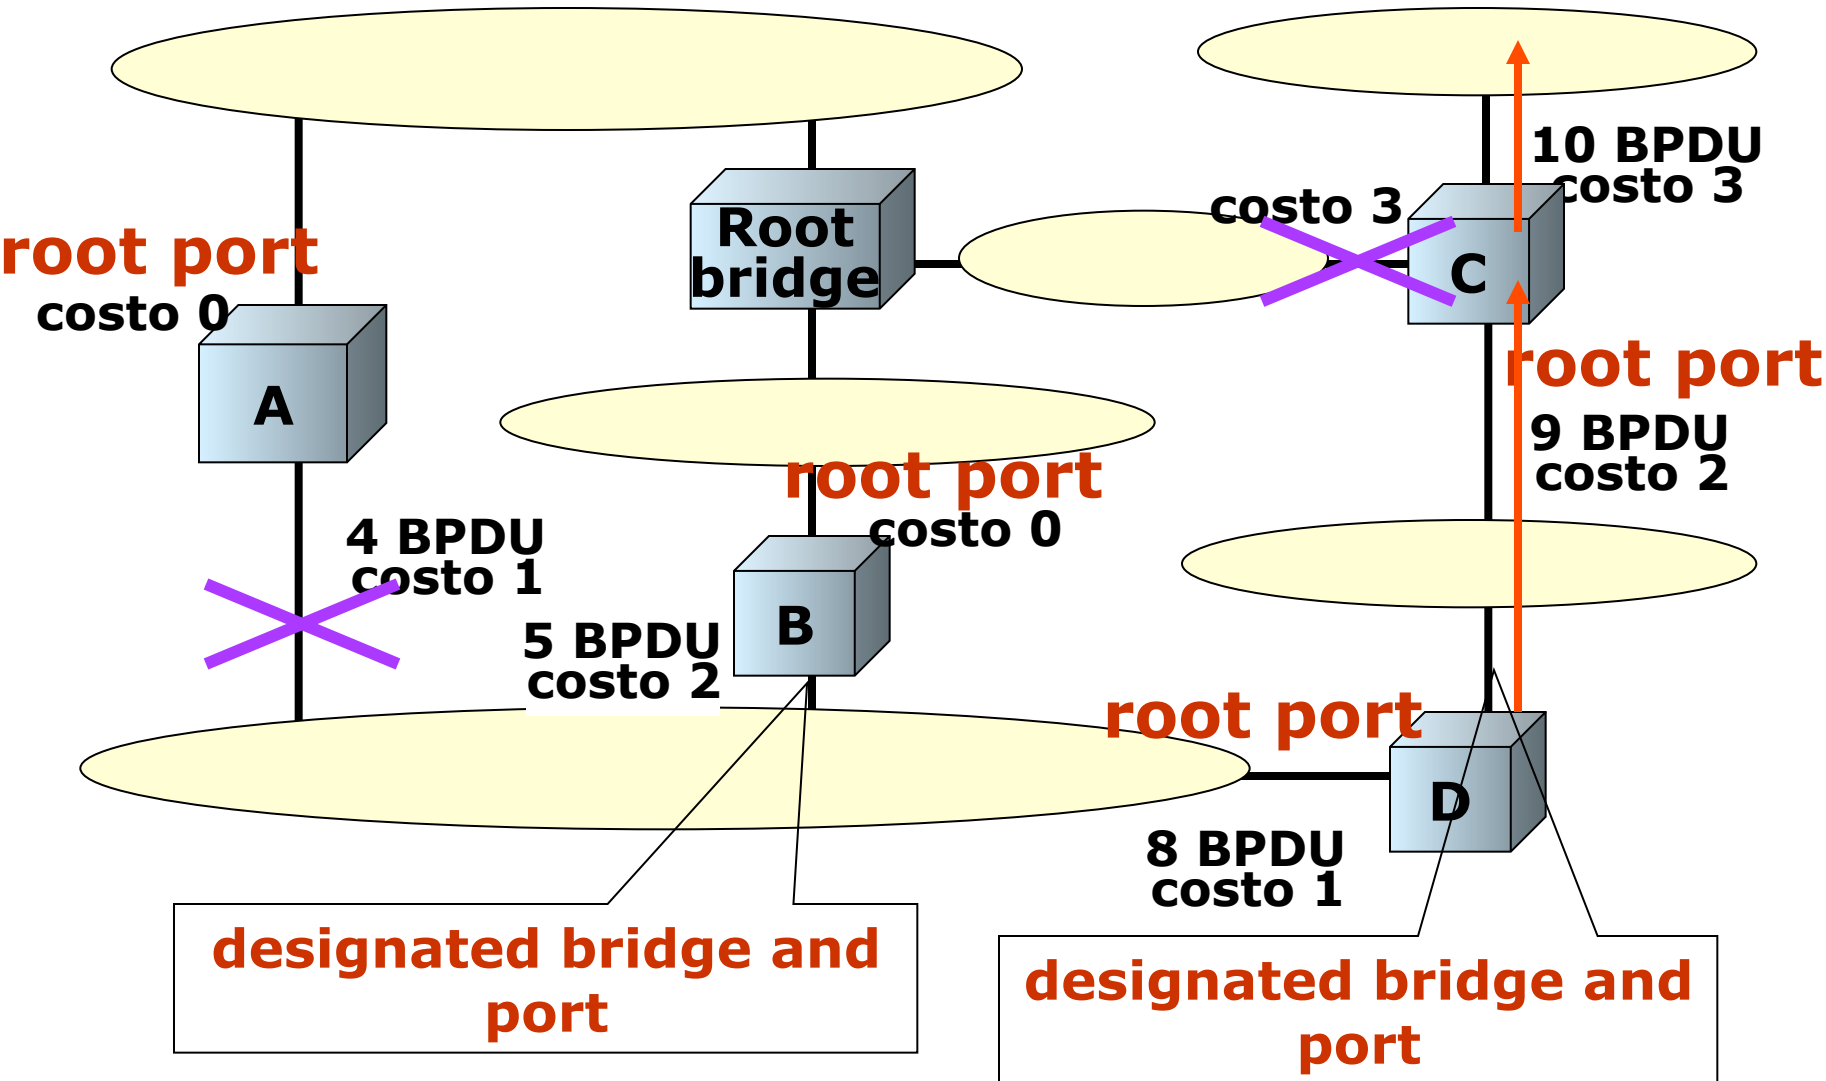 10 BPDU
costo 3
costo 3
Root
bridge
C
root port
costo 0
A
root port
9 BPDU
costo 2
root port
costo 0
4 BPDU
costo 1
B
5 BPDU
costo 2
root port
D
8 BPDU
costo 1
designated bridge and
port
designated bridge and
port